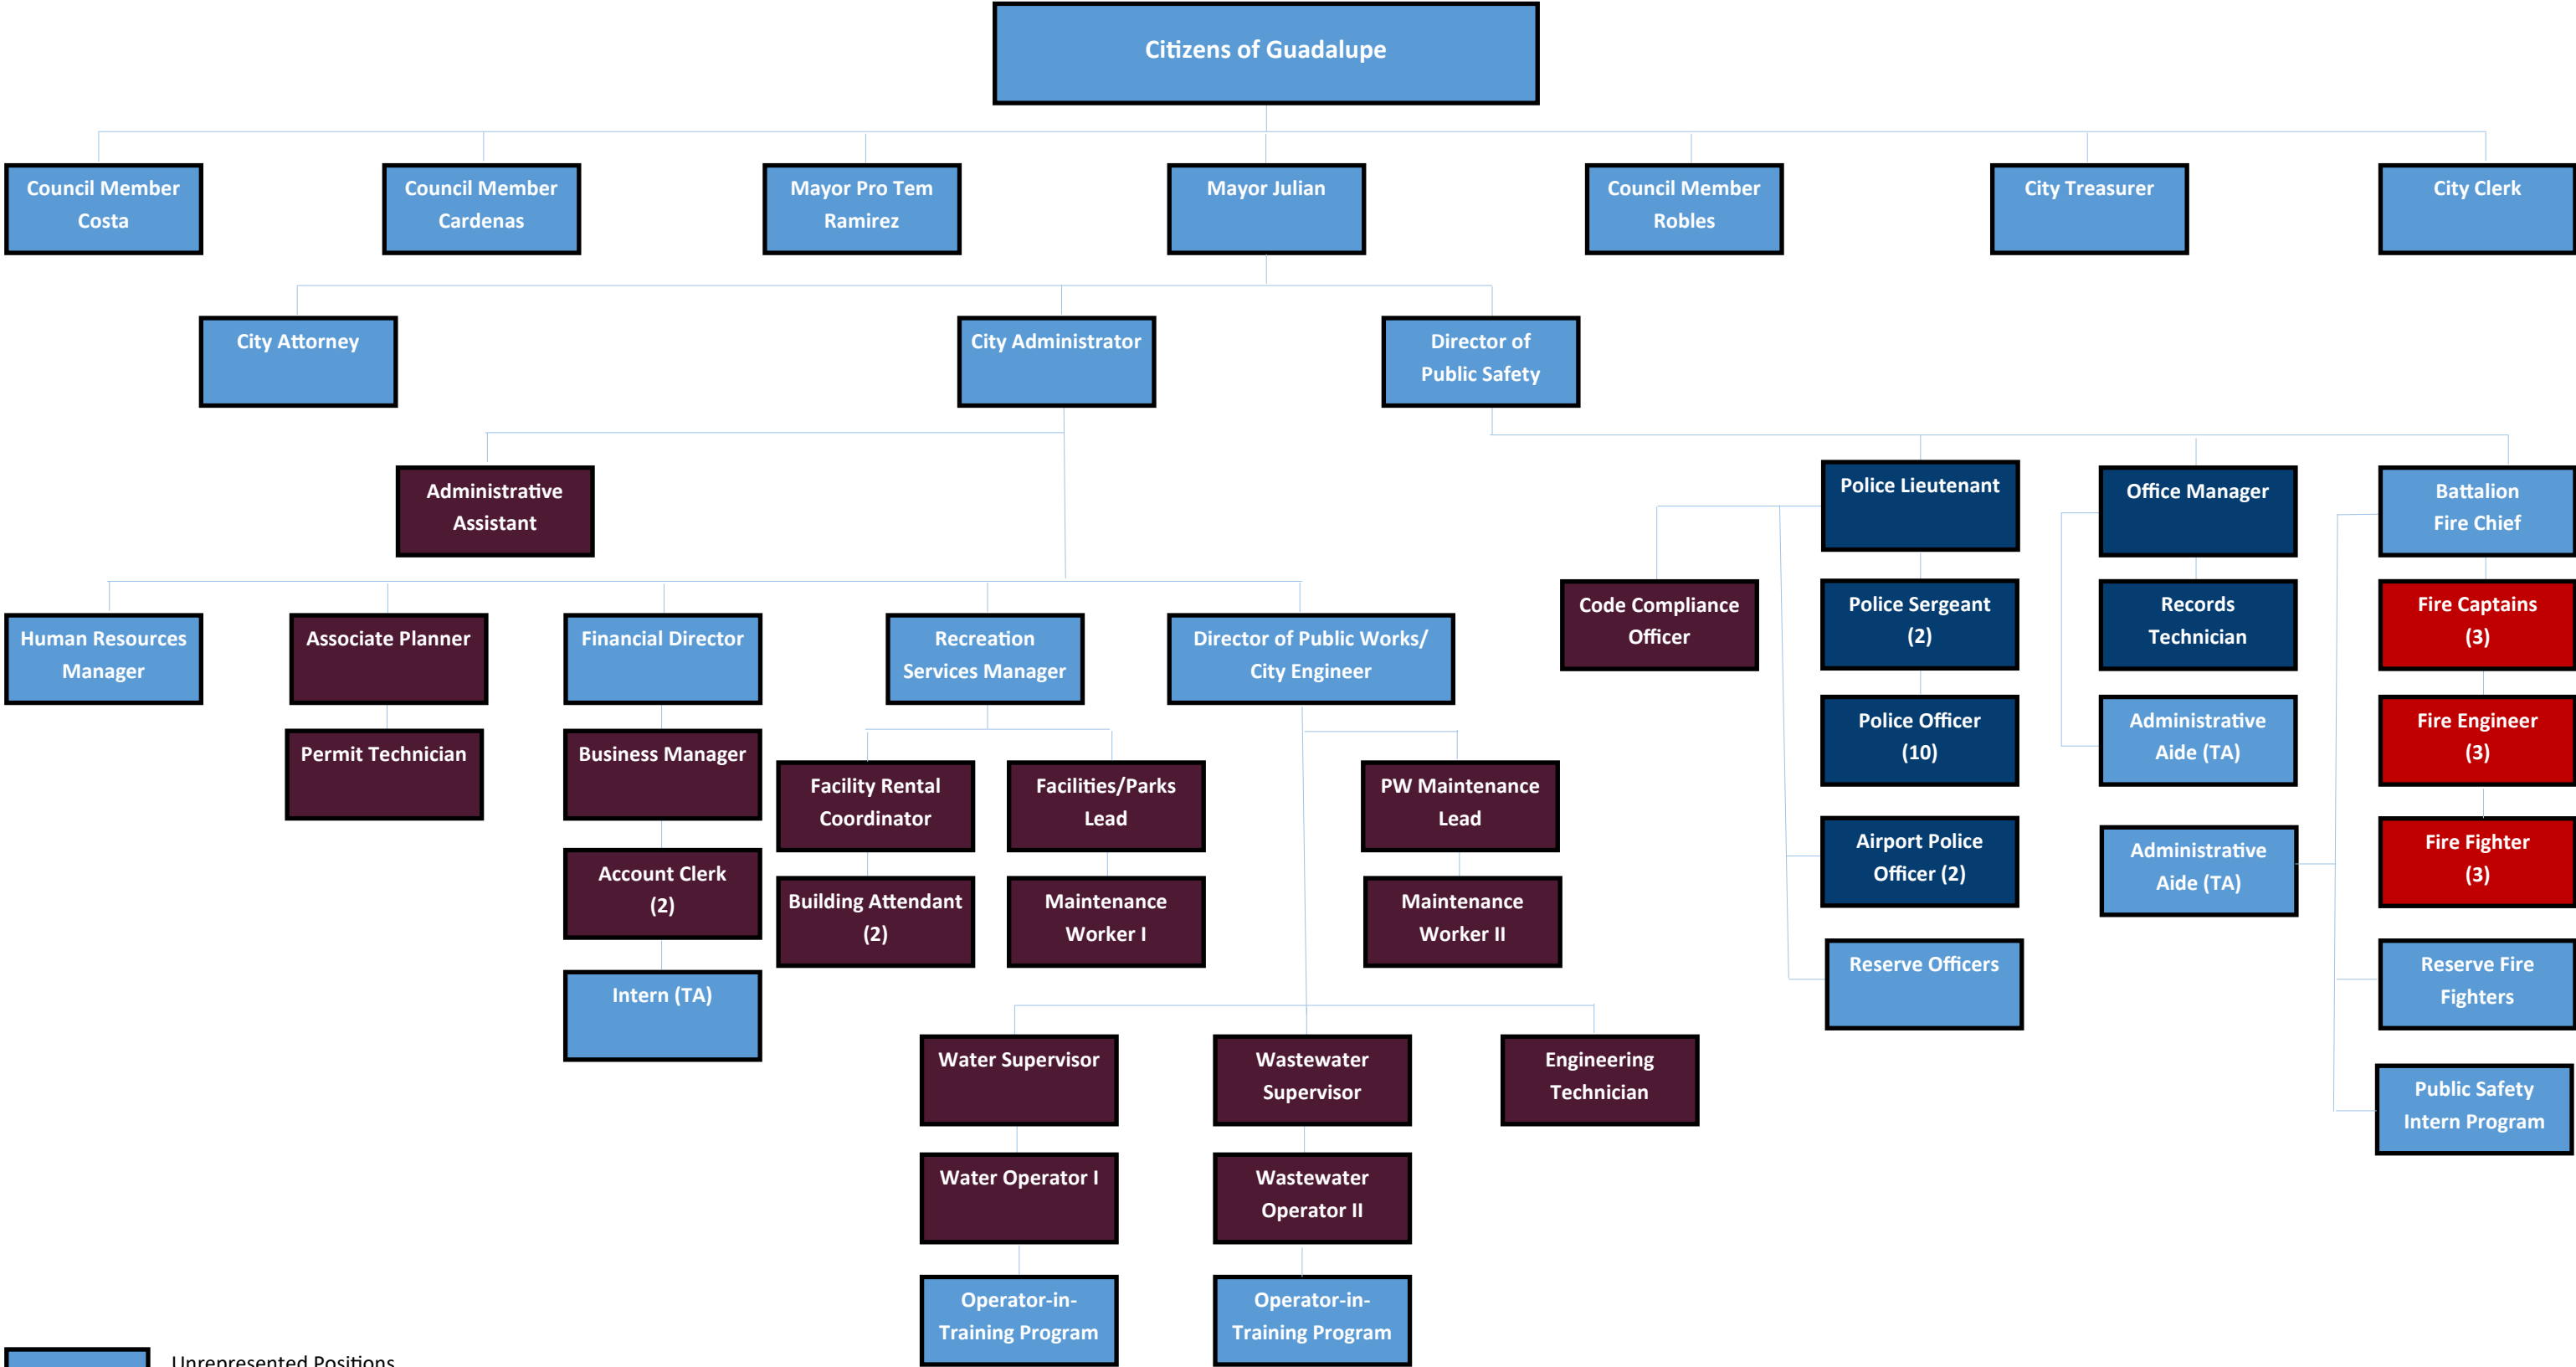 Citizens of Guadalupe
Council Member
Costa
Council Member
Cardenas
Mayor Pro Tem
Ramirez
Mayor Julian
Council Member
Robles
City Treasurer
City Clerk
City Attorney
City Administrator
Director of
Public Safety
Administrative
Assistant
Police Lieutenant
Office Manager
Battalion
Fire Chief
Code Compliance
Officer
Police Sergeant
(2)
Records
Technician
Fire Captains
(3)
Human Resources
Manager
Associate Planner
Financial Director
Recreation
Services Manager
Director of Public Works/
City Engineer
Police Officer
(10)
Administrative
Aide (TA)
Fire Engineer
(3)
Permit Technician
Business Manager
Facility Rental
Coordinator
Facilities/Parks
Lead
PW Maintenance
Lead
Airport Police
Officer (2)
Administrative
Aide (TA)
Fire Fighter
(3)
Account Clerk
(2)
Building Attendant
(2)
Maintenance
Worker I
Maintenance
Worker II
Reserve Officers
Reserve Fire
Fighters
Intern (TA)
Water Supervisor
Wastewater
Supervisor
Engineering
Technician
Public Safety
Intern Program
Water Operator I
Wastewater
Operator II
Operator-in-
Training Program
Operator-in-
Training Program
Unrepresented Positions